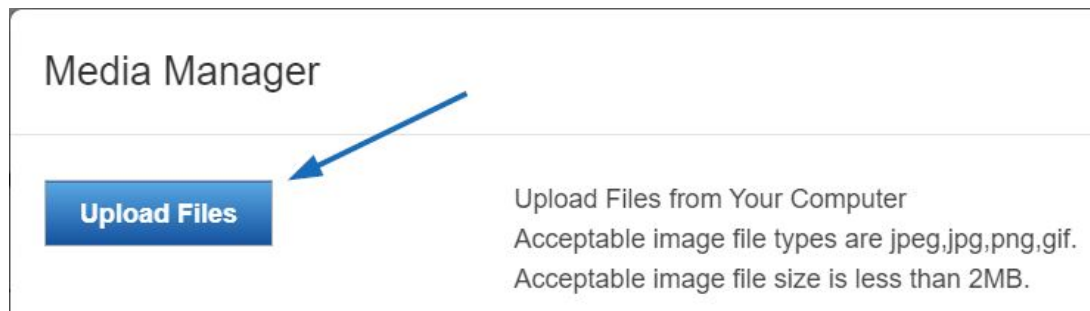 Media Manager
Upload Files
Upload Files from Your Computer
Acceptable image file types are jpeg,jpg,png,gif.
Acceptable image file size is less than 2MB.